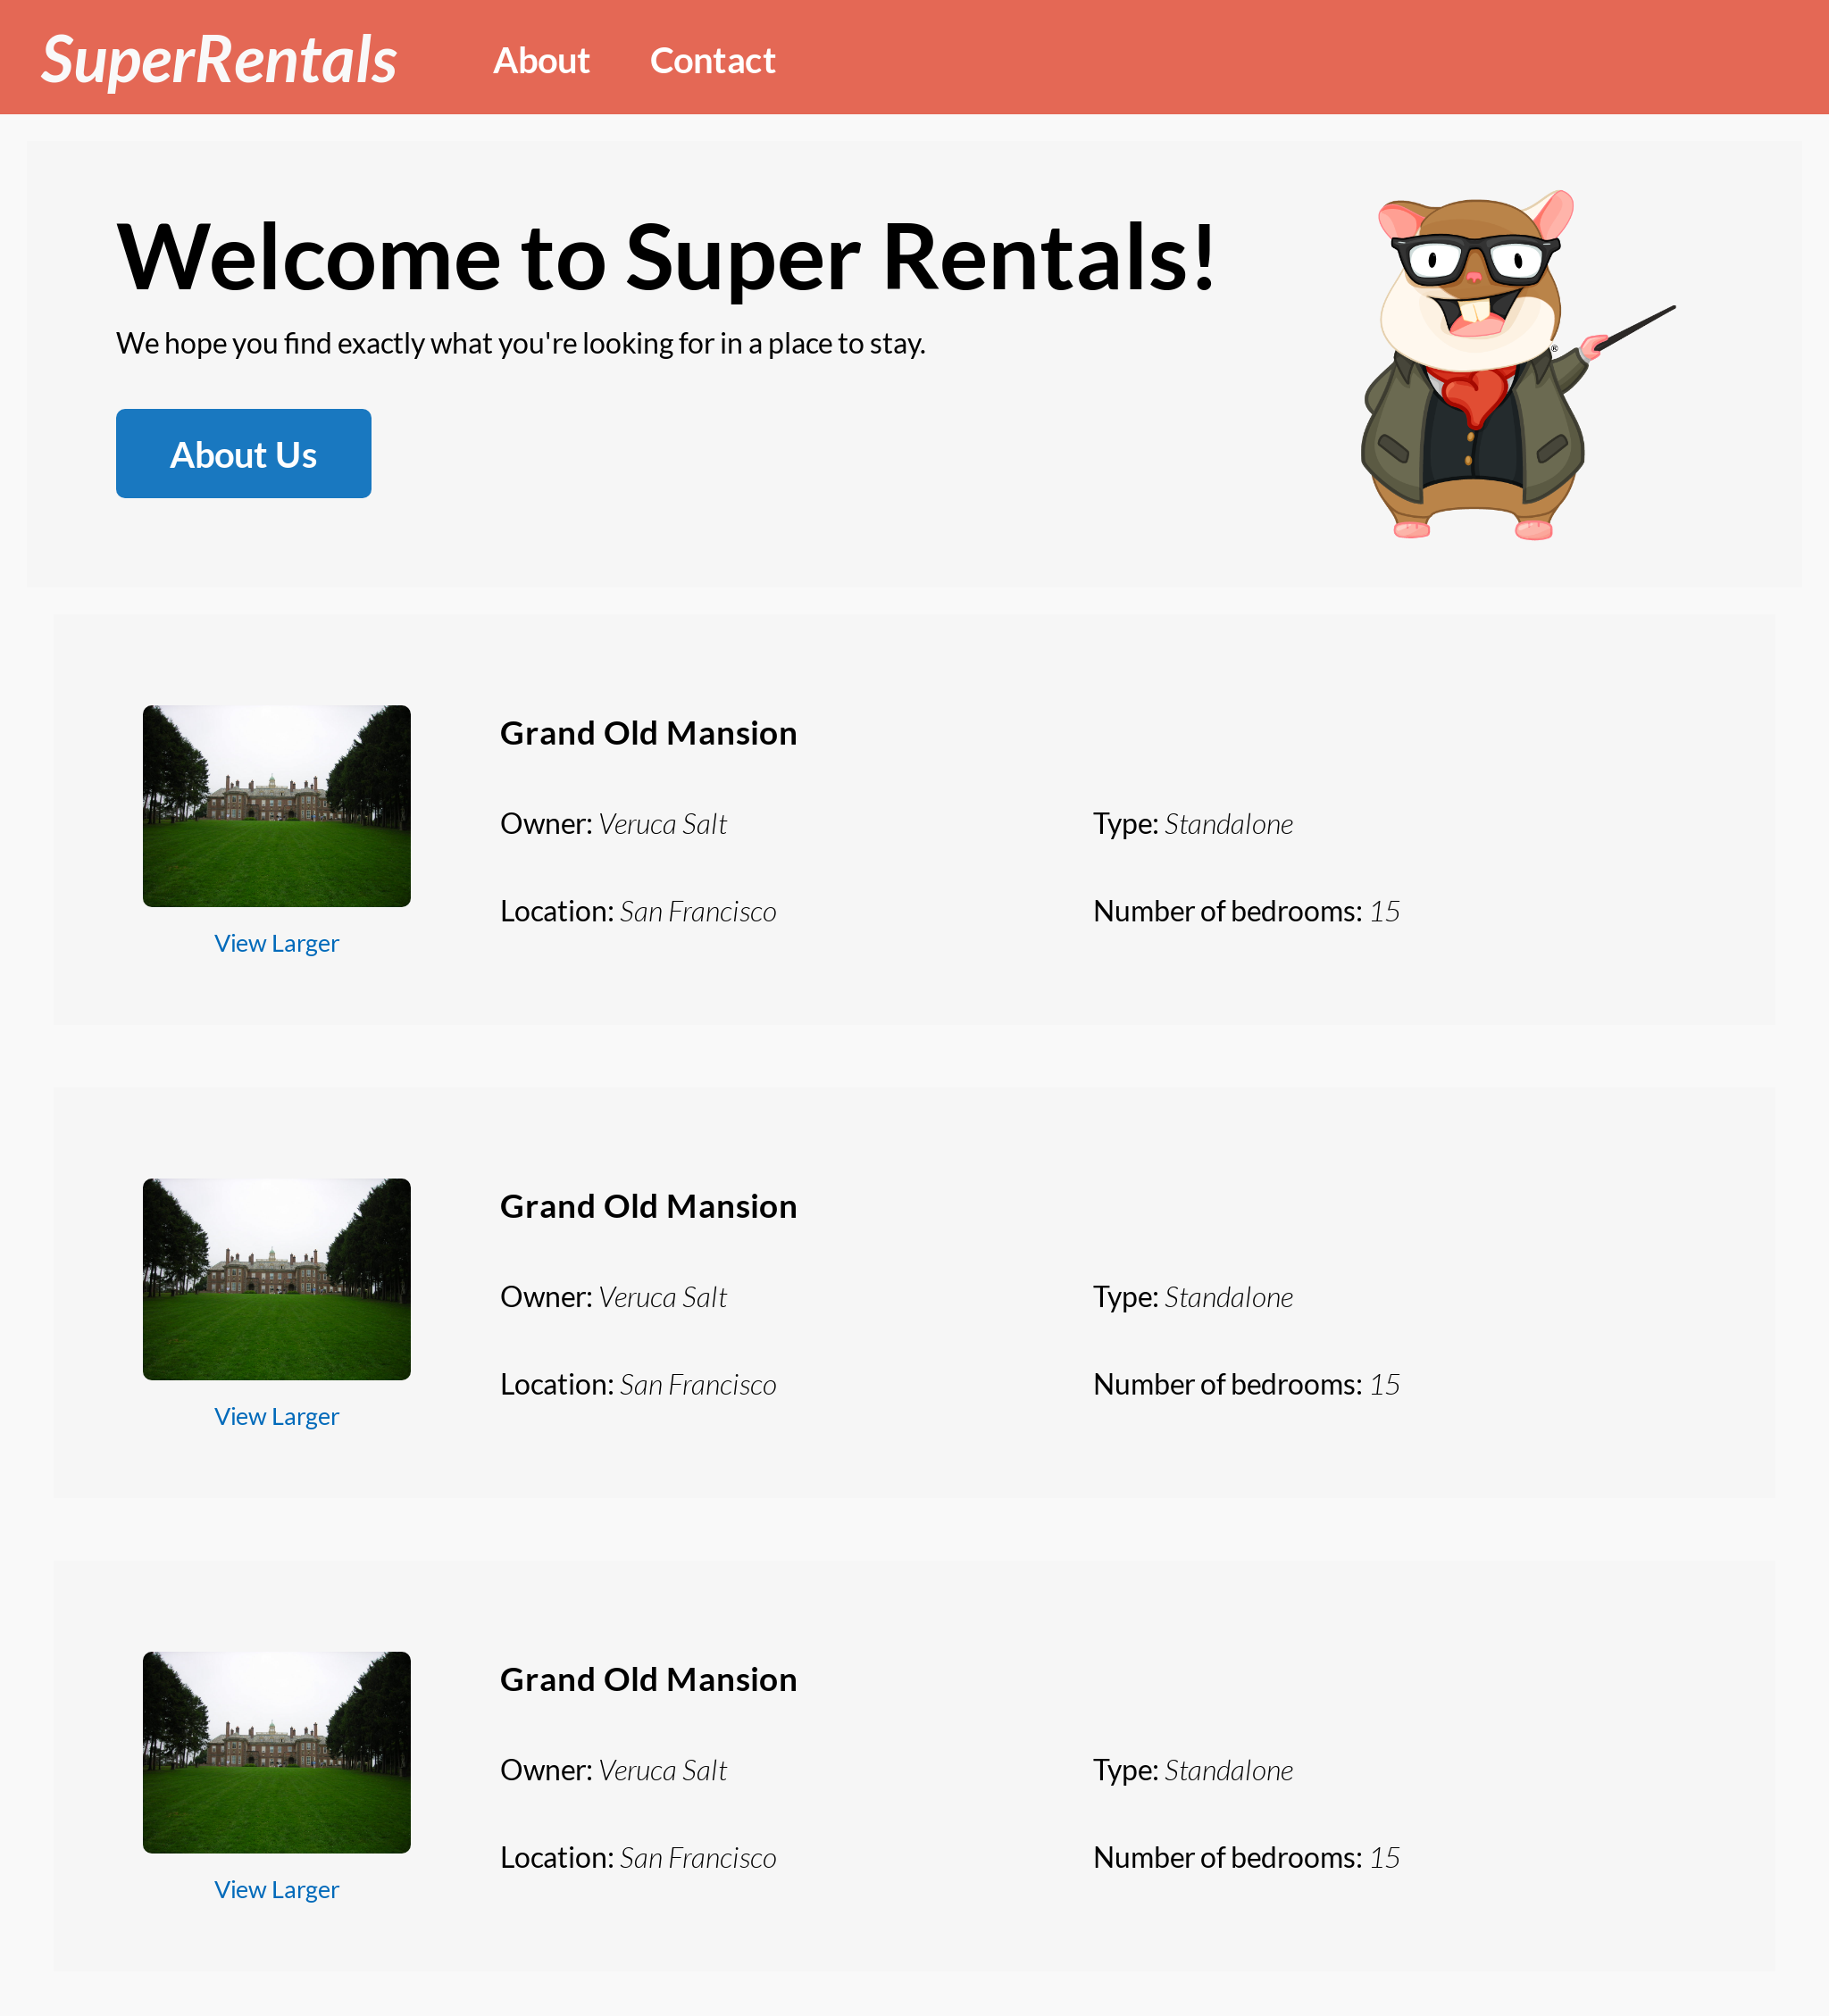 SuperRentals About Contact
Welcome to Super Rentals!
We hope you find exactly what you're looking for in a place to stay.
®
About Us
Grand Old Mansion
Owner: Veruca Salt Type: Standalone
Location: San Francisco Number of bedrooms: 15
View Larger
Grand Old Mansion
Owner: Veruca Salt Type: Standalone
Location: San Francisco Number of bedrooms: 15
View Larger
Grand Old Mansion
Owner: Veruca Salt Type: Standalone
Location: San Francisco Number of bedrooms: 15
View Larger